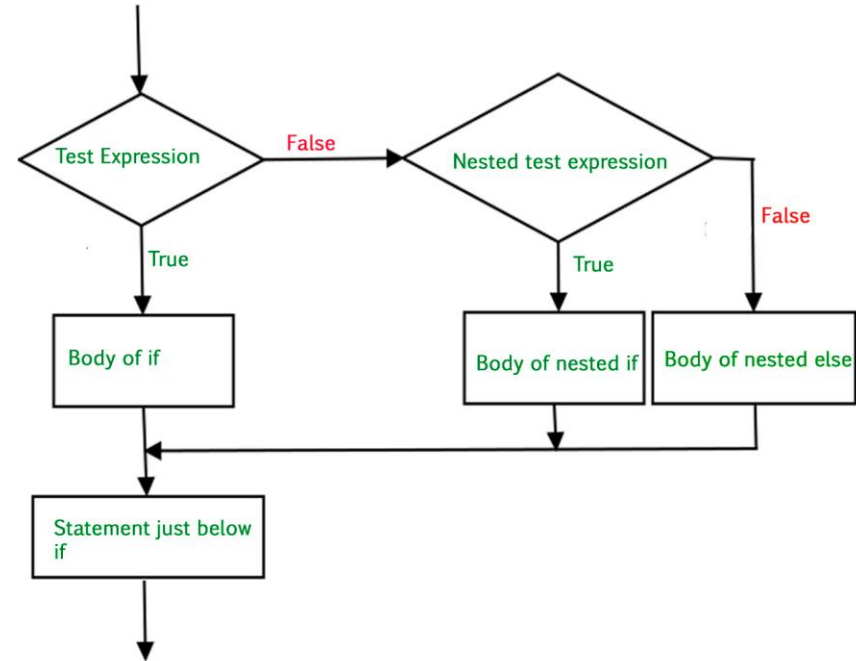 False
Test Expression
Nested test expression
False
True
True
Body of if
Body of nested if
Body of nested else
Statement just below
if